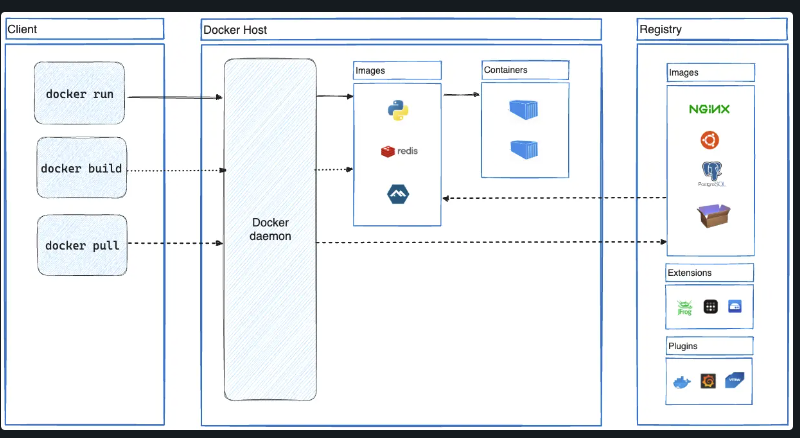 Client
docker run
docker build
docker pull
Docker Host
Docker
daemon
Images
redis
Containers
Registry
Images
NGINX
PostgreSQL
Extensions
JFrog
Plugins